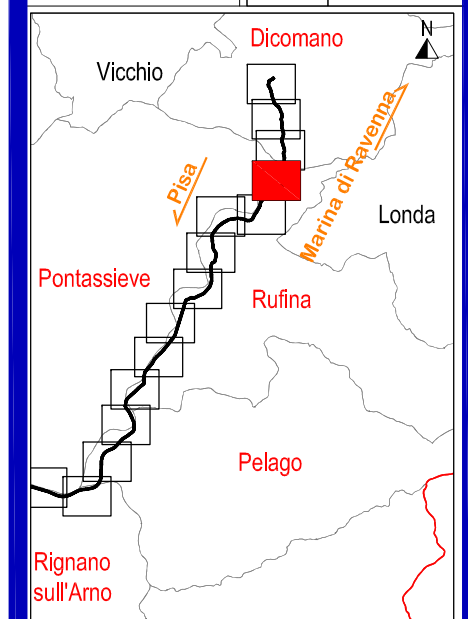 N
Dicomano
Vicchio
Marina di Ravenna
Pisa
Londa
Pontassieve
Rufina
Pelago
Rignano
sull'Arno